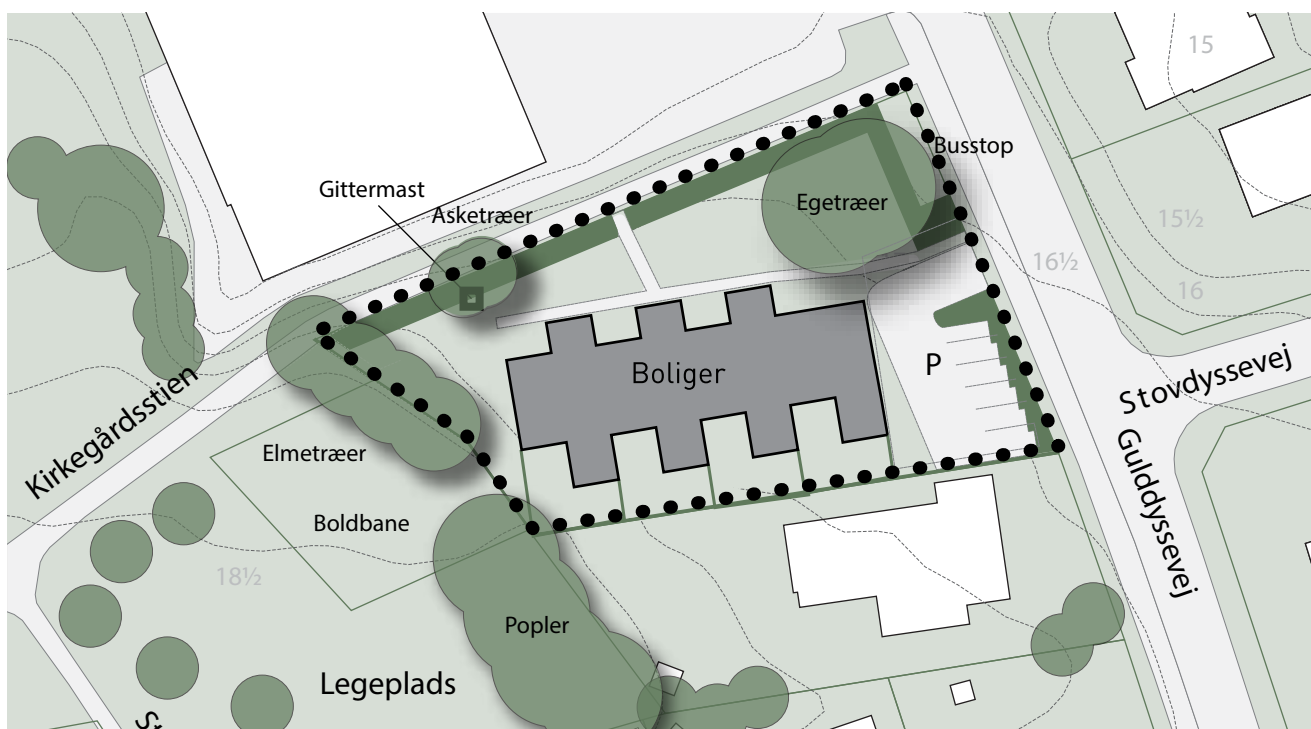 15
Busstop
Gittermast
Asketræer
Egetræer
15½
16½
16
Boliger
P
Stovdyssevej
Kirkegårdsstien
Elmetræer
Gulddyssevej
Boldbane
18½
Popler
Legeplads
St